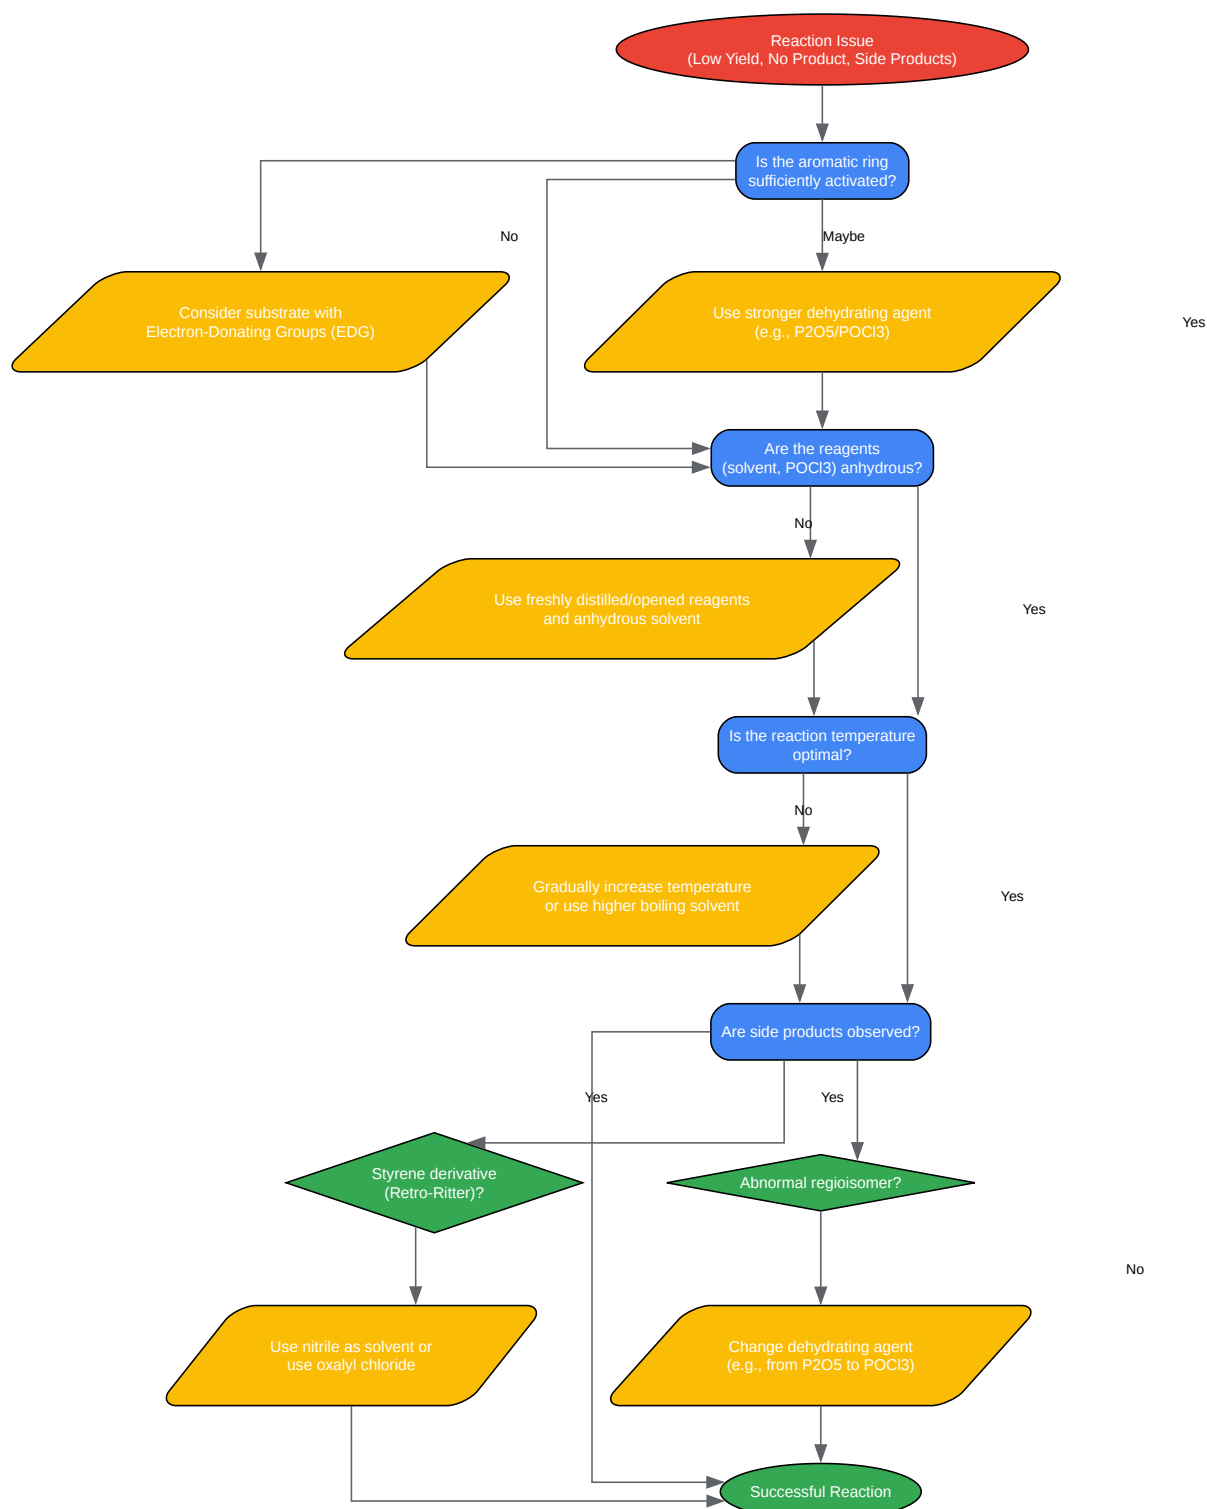 Reaction Issue
(Low Yield, No Product, Side Products)
Is the aromatic ring
sufficiently activated?
No
Maybe
Consider substrate with
Electron-Donating Groups (EDG)
Use stronger dehydrating agent
(e.g., P2O5/POCl3)
Yes
Are the reagents
(solvent, POCl3) anhydrous?
No
Use freshly distilled/opened reagents
and anhydrous solvent
Yes
Is the reaction temperature
optimal?
No
Gradually increase temperature
or use higher boiling solvent
Yes
Are side products observed?
Yes
Yes
Styrene derivative
(Retro-Ritter)?
Abnormal regioisomer?
No
Use nitrile as solvent or
use oxalyl chloride
Change dehydrating agent
(e.g., from P2O5 to POCl3)
Successful Reaction